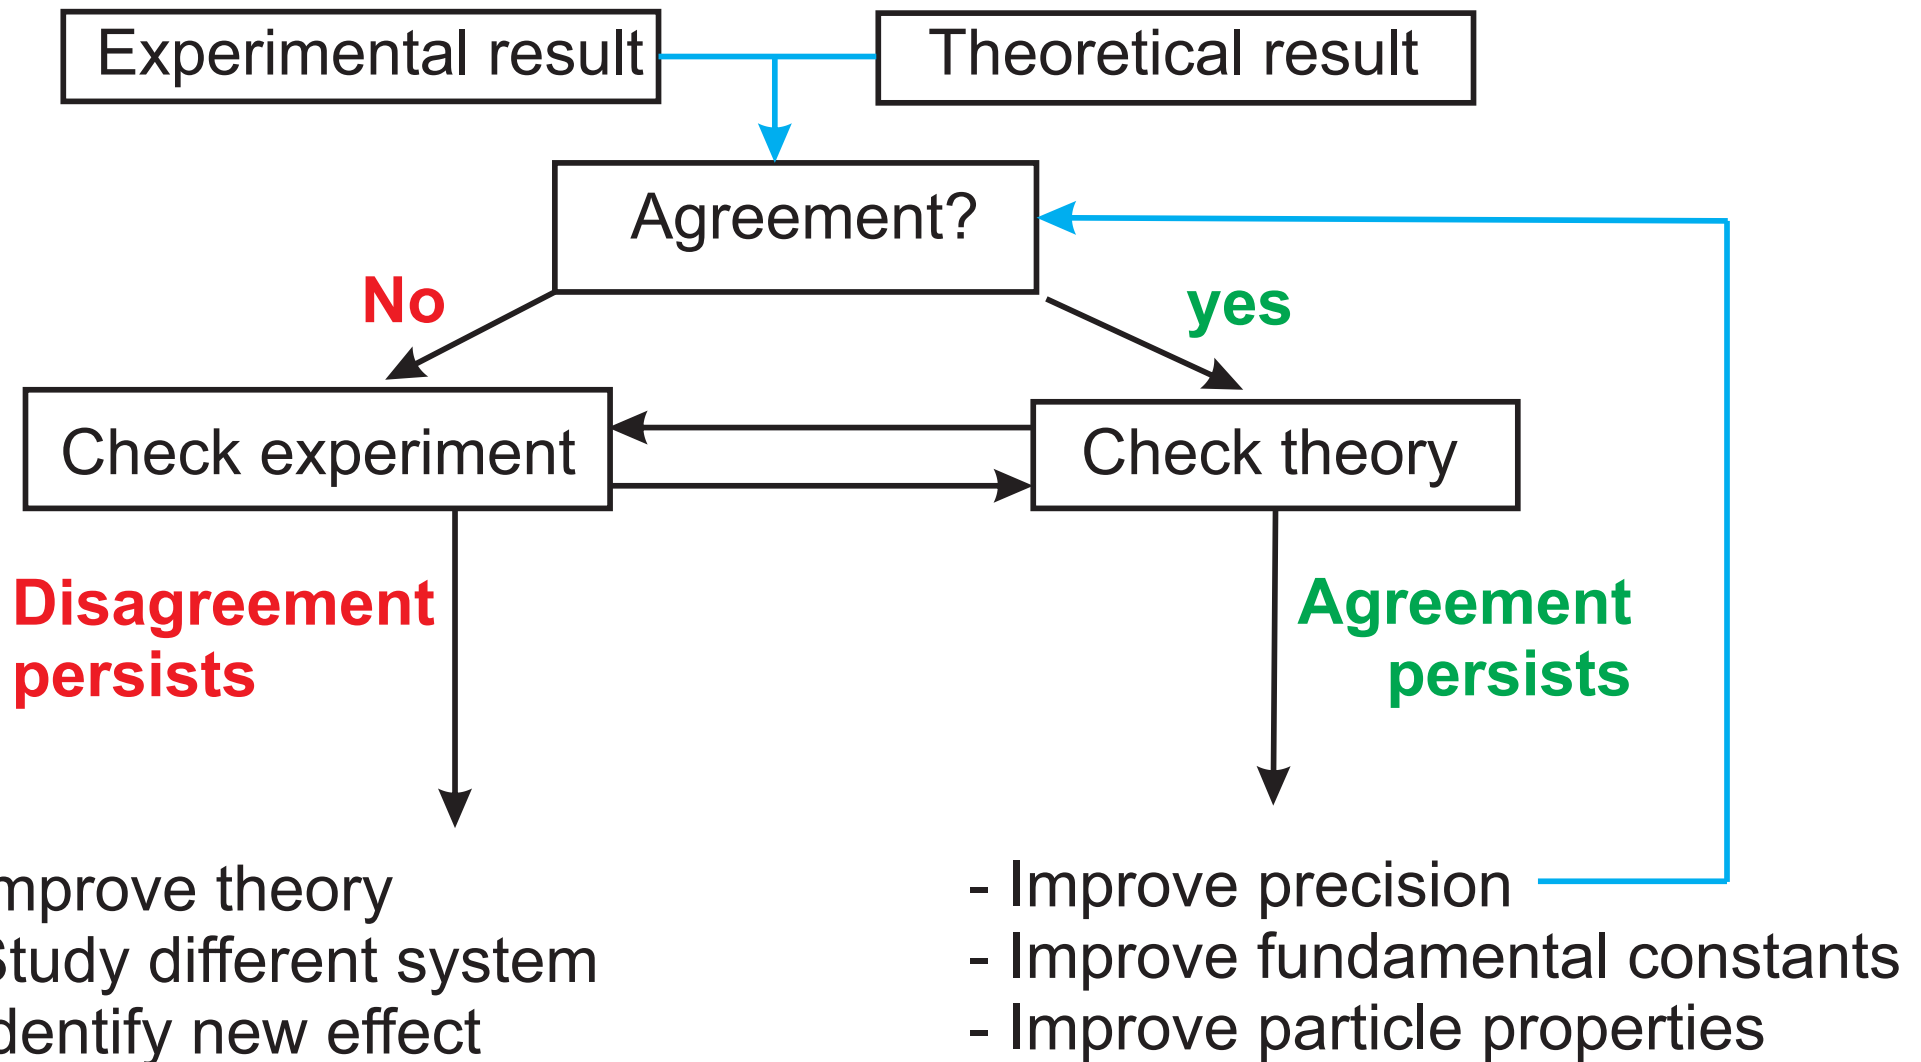 Experimental result
Theoretical result
Agreement?
No
yes
Check experiment
Check theory
Disagreement
persists
Agreement
persists
mprove theory
Study different system
dentify new effect
- Improve precision
- Improve fundamental constants
- Improve particle properties